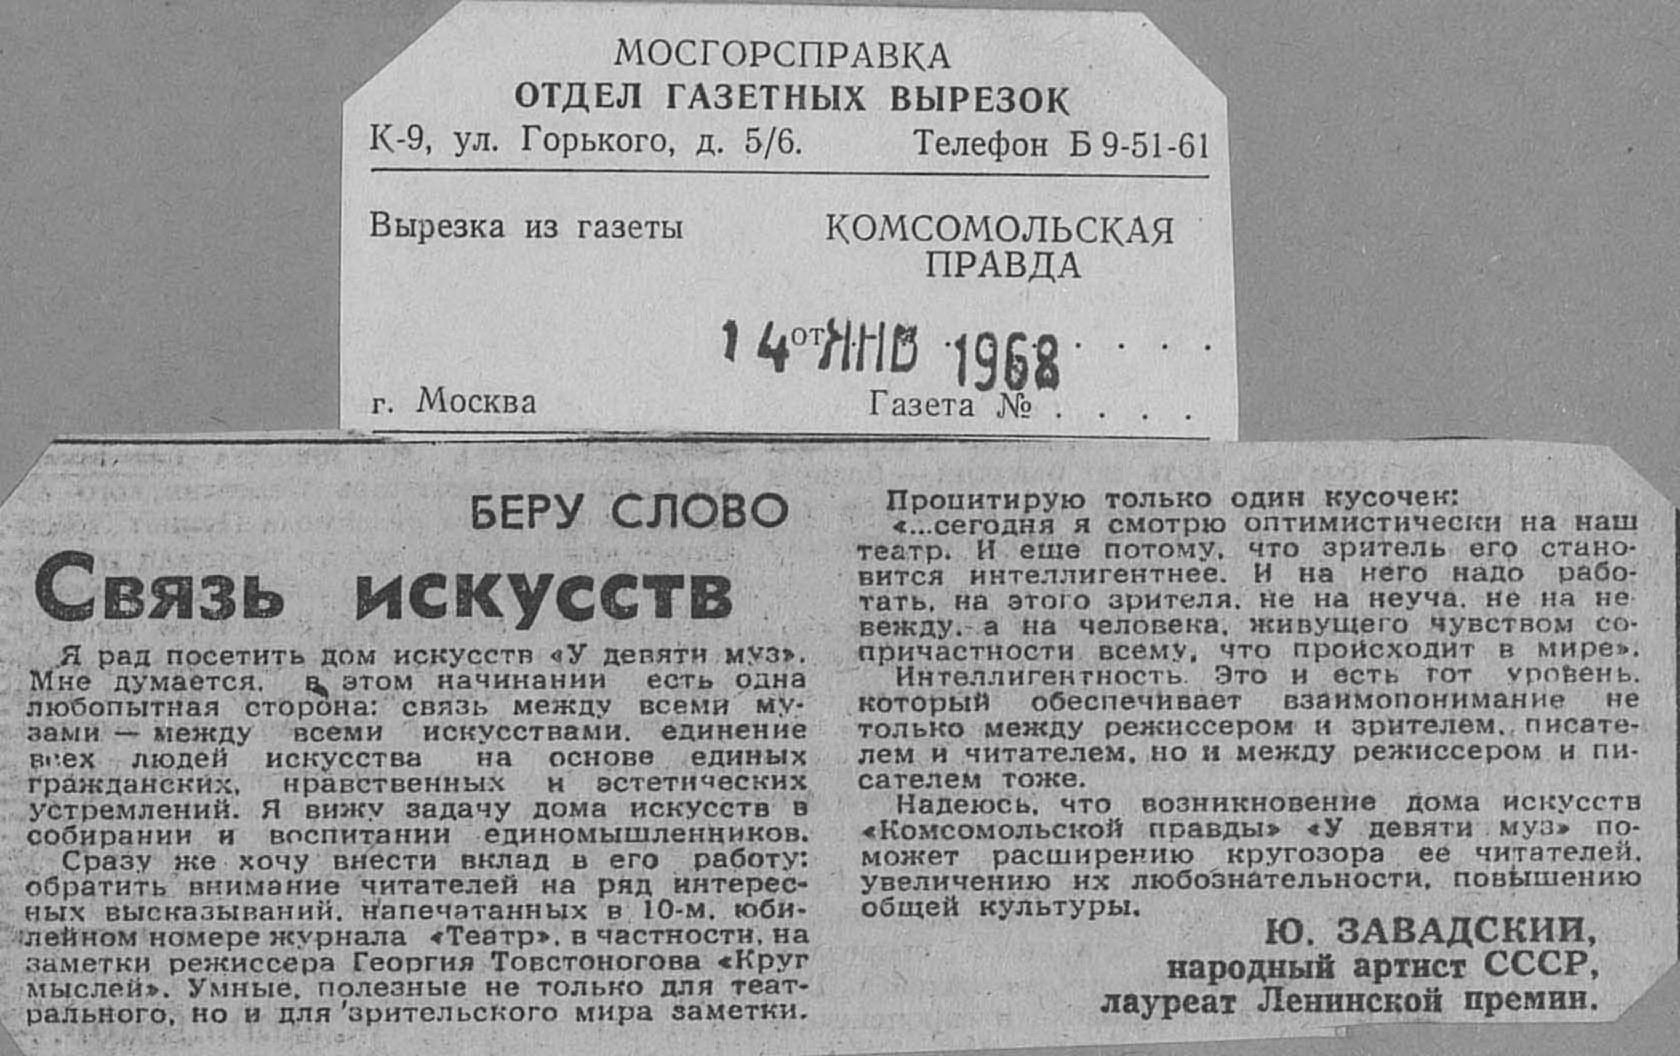 МОСГОРСПРАВКА
ОТДЕЛ ГАЗЕТНЫХ ВЫРЕЗОК
К-9, ул. Горького, д. 5/6. Телефон Б 9-51-61
Вырезка из газеты КОМСОМОЛЬСКАЯ
ПРАВДА
14 от ЯНВ 1968 . . . .
г. Москва Газета № . . . .
БЕРУ СЛОВО
Связь искусств
Я рад посетить дом искусств «У девяти муз».
Мне думается, в этом начинании есть одна
любопытная сторона: связь между всеми му-
зами — между всеми искусствами, единение
всех людей искусства на основе единых
гражданских, нравственных и эстетических
устремлений. Я вижу задачу дома искусств в
собирании и воспитании единомышленников.
Сразу же хочу внести вклад в его работу:
обратить внимание читателей на ряд интерес-
ных высказываний, напечатанных в 10-м, юби-
лейном номере журнала «Театр», в частности, на
заметки режиссера Георгия Товстоногова «Круг
мыслей». Умные, полезные не только для теат-
рального, но и для зрительского мира заметки.
Процитирую только один кусочек:
«...сегодня я смотрю оптимистически на наш
театр. И еще потому, что зритель его стано-
вится интеллигентнее. И на него надо рабо-
тать, на этого зрителя, не на неуча, не на не-
вежду, а на человека, живущего чувством со-
причастности всему, что происходит в мире».
Интеллигентность. Это и есть тот уровень,
который обеспечивает взаимопонимание не
только между режиссером и зрителем, писате-
лем и читателем, но и между режиссером и пи-
сателем тоже.
Надеюсь, что возникновение дома искусств
«Комсомольской правды» «У девяти муз» по-
может расширению кругозора ее читателей,
увеличению их любознательности, повышению
общей культуры.
Ю. ЗАВАДСКИЙ,
народный артист СССР,
лауреат Ленинской премии.